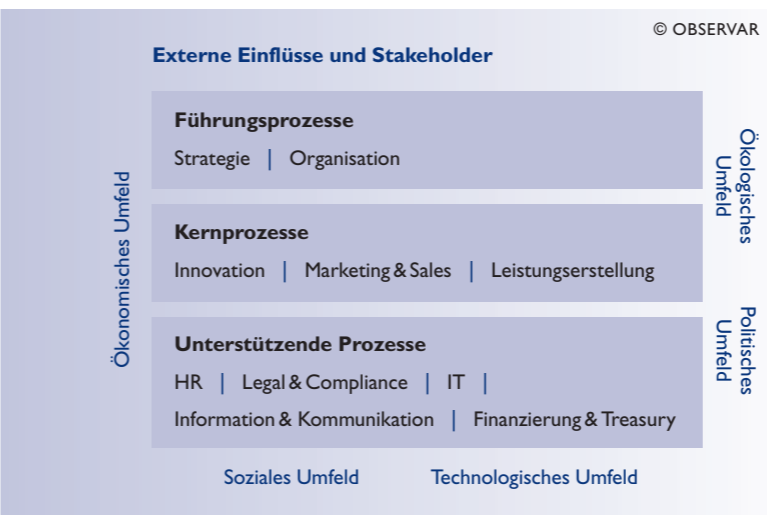 © OBSERVAR
Externe Einflüsse und Stakeholder
Führungsprozesse
Strategie | Organisation
Kernprozesse
Innovation | Marketing & Sales | Leistungserstellung
Unterstützende Prozesse
HR | Legal & Compliance | IT |
Information & Kommunikation | Finanzierung & Treasury
Ökonomisches Umfeld
Ökologisches
Umfeld
Politisches
Umfeld
Soziales Umfeld
Technologisches Umfeld